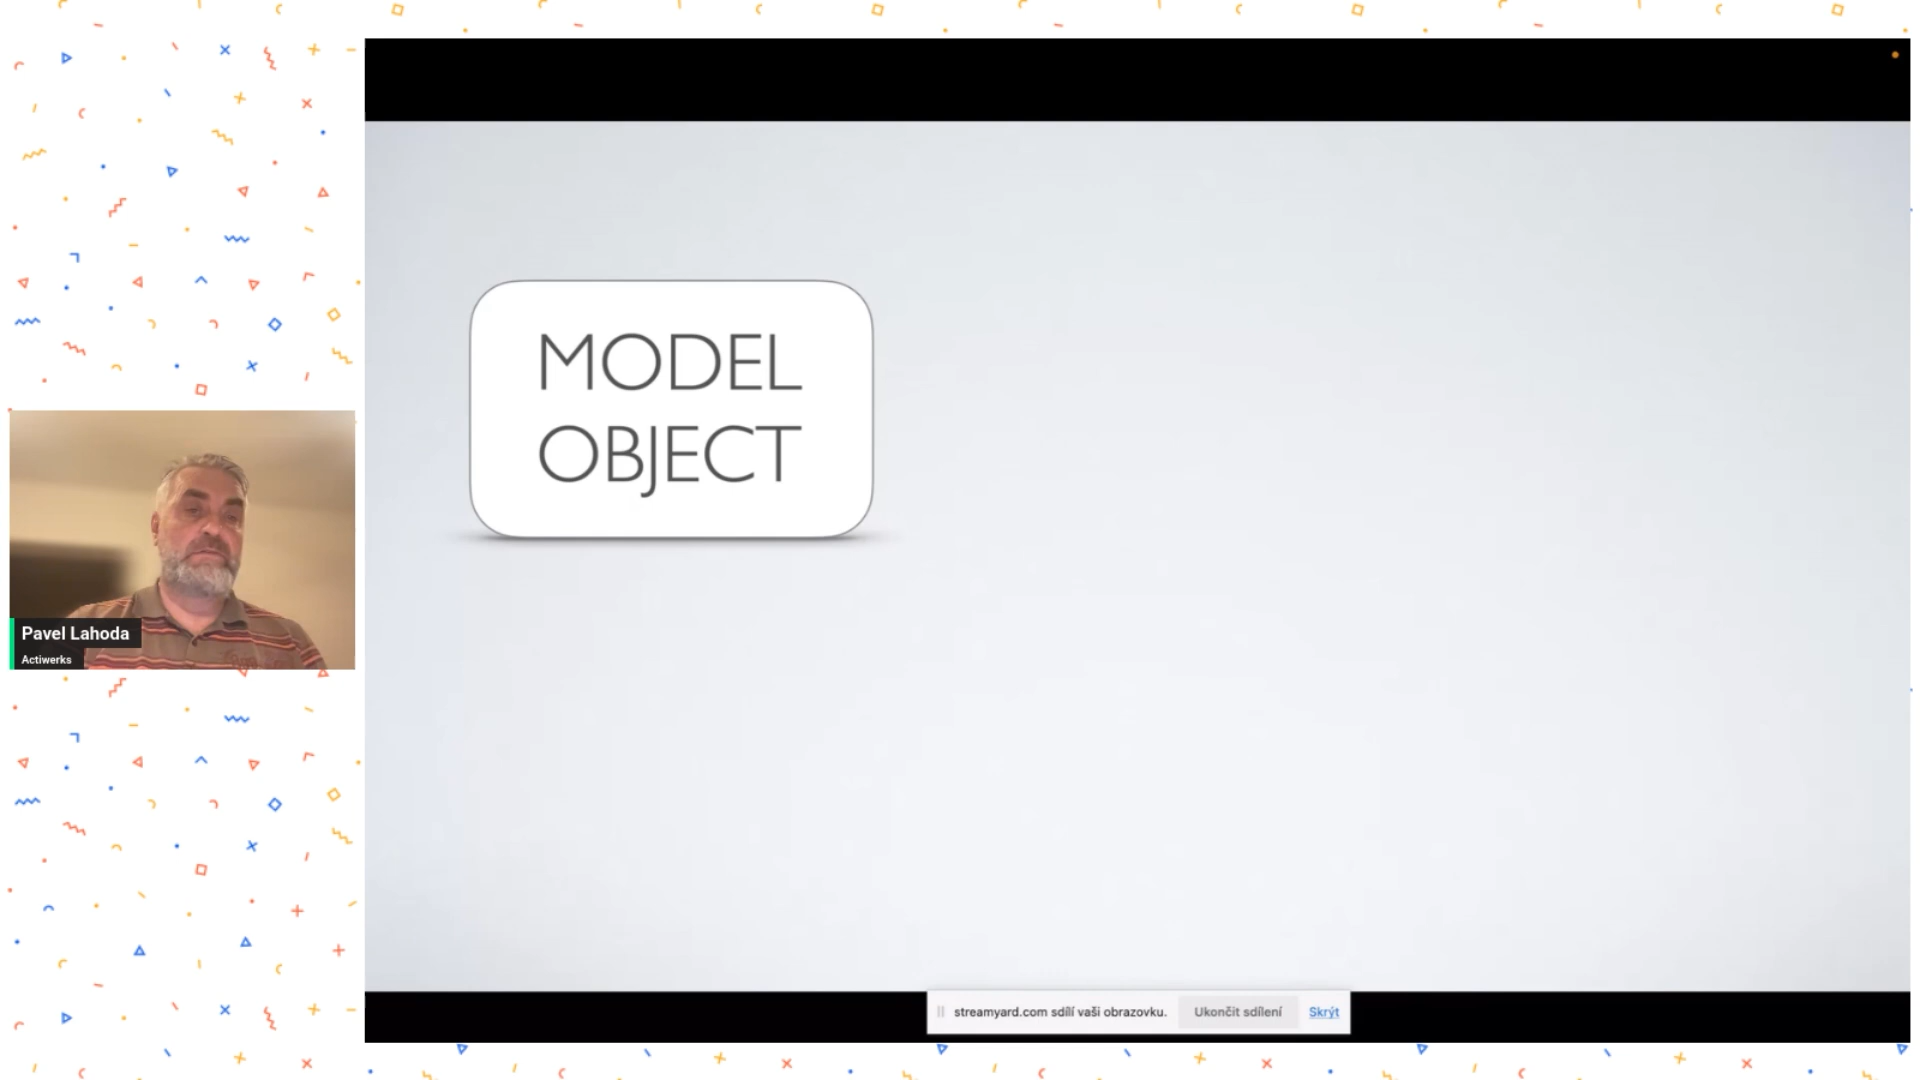 MODEL
OBJECT
Pavel Lahoda
Actiwerks
streamyard.com sdílí vaši obrazovku. Ukončit sdílení Skrýt